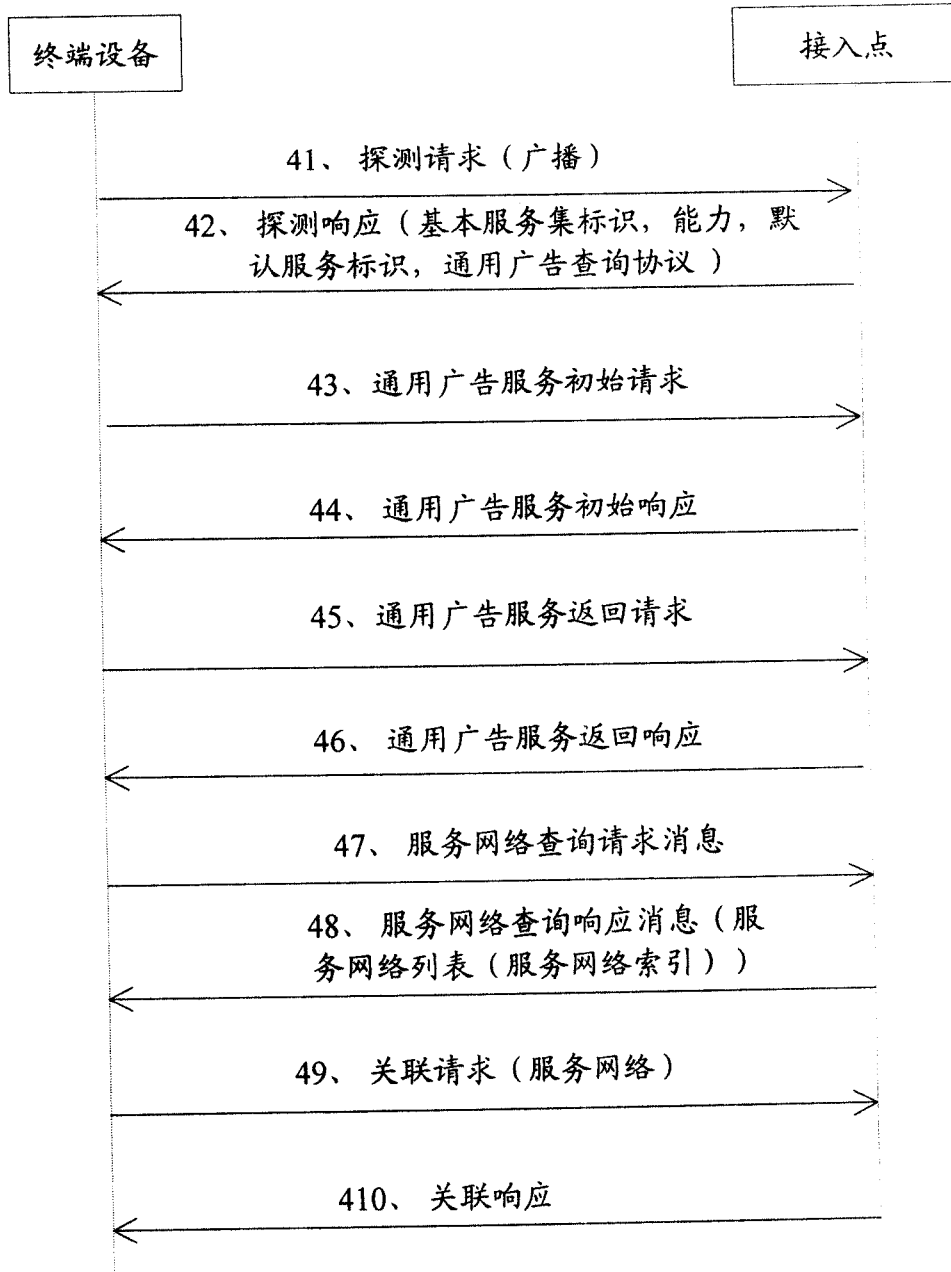 终端设备
接入点
41、 探测请求（广播）
42、 探测响应（基本服务集标识，能力，默
认服务标识，通用广告查询协议 ）
43、通用广告服务初始请求
44、 通用广告服务初始响应
45、通用广告服务返回请求
46、 通用广告服务返回响应
47、 服务网络查询请求消息
48、 服务网络查询响应消息（服
务网络列表（服务网络索引））
49、 关联请求（服务网络）
410、 关联响应